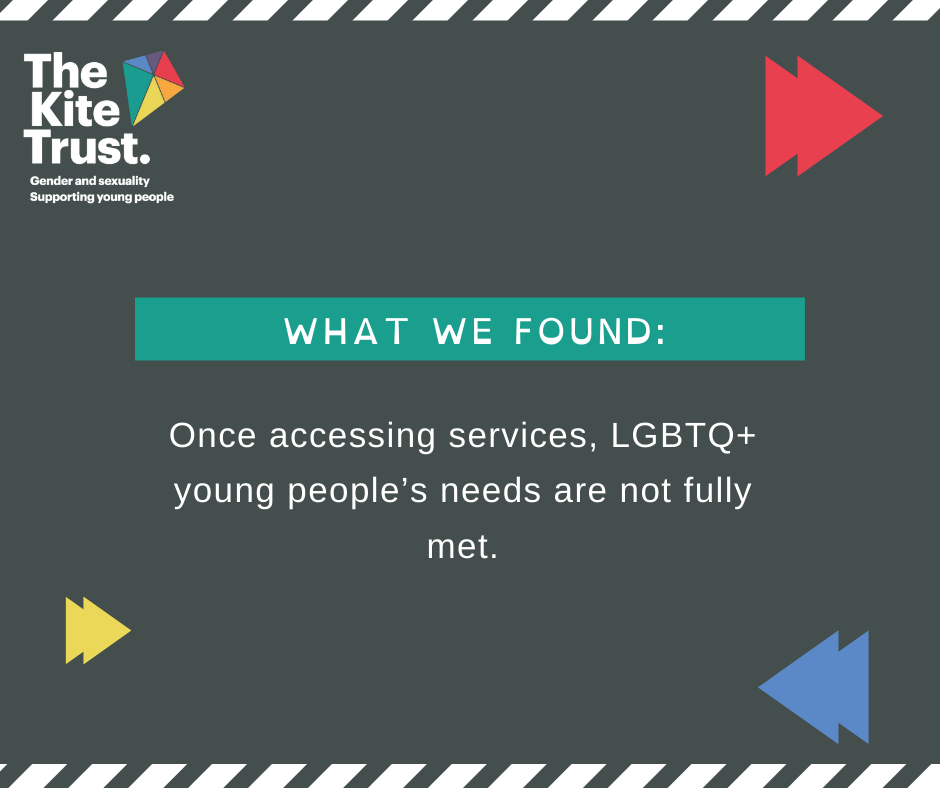 The
Kite
Trust.
Gender and sexuality
Supporting young people
WHAT WE FOUND:
Once accessing services, LGBTQ+
young people’s needs are not fully
met.